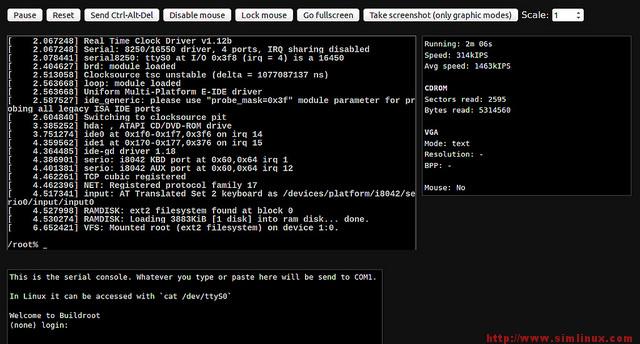 Pause Reset Send Ctrl-Alt-Del Disable mouse Lock mouse Go fullscreen Take screenshot (only graphic modes) Scale: 1
[    2.067248] Real Time Clock Driver v1.12b
[    2.067248] Serial: 8250/16550 driver, 4 ports, IRQ sharing disabled
[    2.078441] serial8250: ttyS0 at I/O 0x3f8 (irq = 4) is a 16450
[    2.404627] brd: module loaded
[    2.513058] Clocksource tsc unstable (delta = 1077087137 ns)
[    2.563668] loop: module loaded
[    2.563668] Uniform Multi-Platform E-IDE driver
[    2.587527] ide_generic: please use "probe_mask=0x3f" module parameter for pr
obing all legacy ISA IDE ports
[    2.604840] Switching to clocksource pit
[    3.385252] hda: , ATAPI CD/DVD-ROM drive
[    3.751274] ide0 at 0x1f0-0x1f7,0x3f6 on irq 14
[    4.359562] ide1 at 0x170-0x177,0x376 on irq 15
[    4.364485] ide-gd driver 1.18
[    4.386901] serio: i8042 KBD port at 0x60,0x64 irq 1
[    4.401381] serio: i8042 AUX port at 0x60,0x64 irq 12
[    4.462261] TCP cubic registered
[    4.462396] NET: Registered protocol family 17
[    4.517341] input: AT Translated Set 2 keyboard as /devices/platform/i8042/se
rio0/input/input0
[    4.527998] RAMDISK: ext2 filesystem found at block 0
[    4.530274] RAMDISK: Loading 3883KiB [1 disk] into ram disk... done.
[    6.652421] VFS: Mounted root (ext2 filesystem) on device 1:0.
/root% _
Running: 2m 06s
Speed: 314kIPS
Avg speed: 1463kIPS
CDROM
Sectors read: 2595
Bytes read: 5314560
VGA
Mode: text
Resolution: -
BPP: -
Mouse: No
This is the serial console. Whatever you type or paste here will be send to COM1.
In Linux it can be accessed with `cat /dev/ttyS0`
Welcome to Buildroot
(none) login:
http://www.simlinux.com